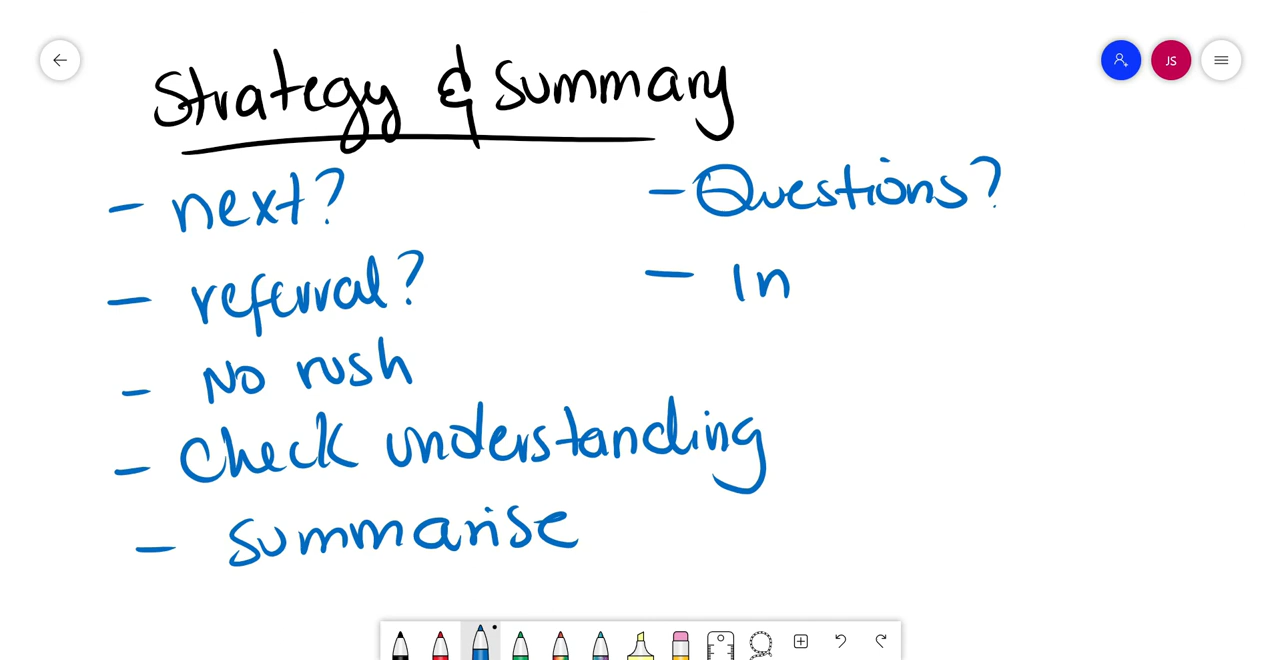 Strategy & Summary
JS
- next?
- referral?
- No rush
- Check understanding
- Summarise
- Questions?
- In